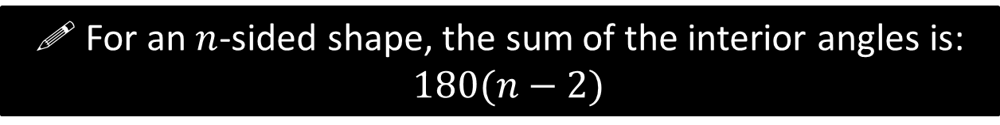 For an n-sided shape, the sum of the interior angles is:
180(n − 2)